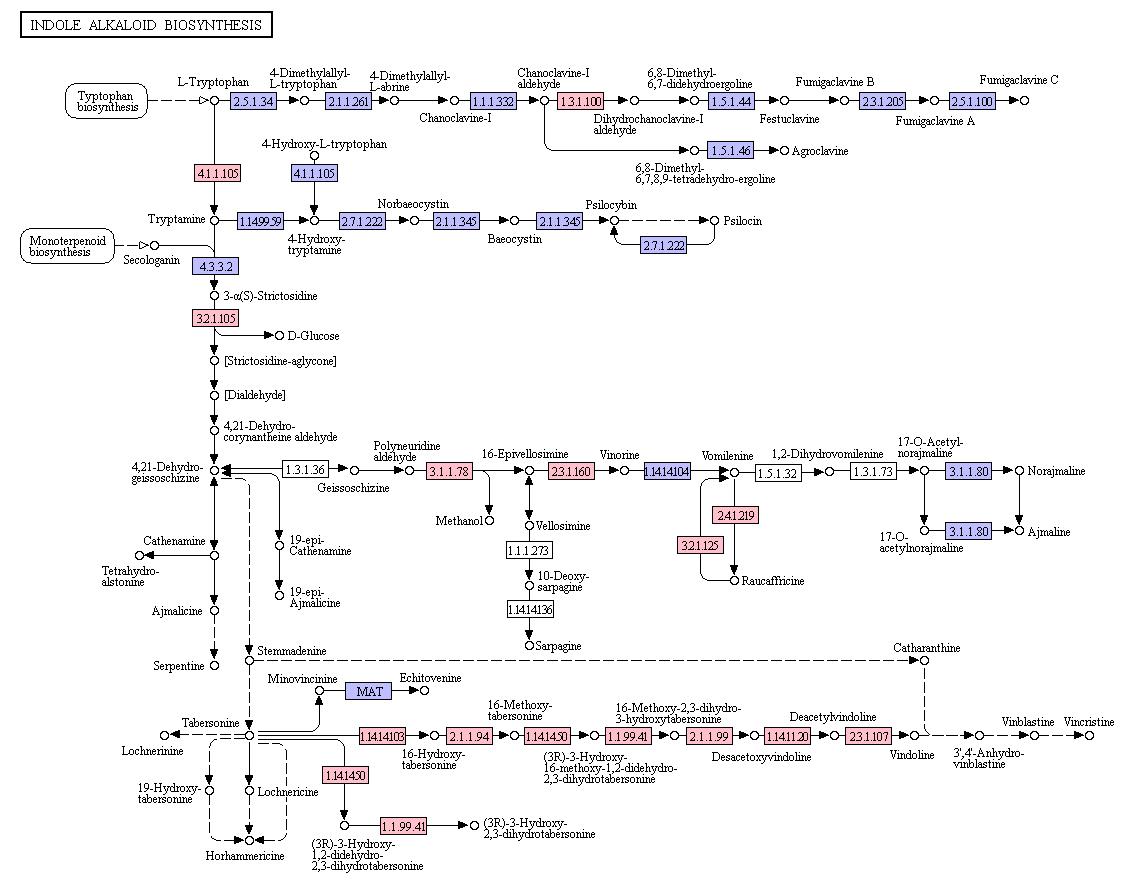 INDOLE ALKALOID BIOSYNTHESIS
Typtophan
biosynthesis
L-Tryptophan
2.5.1.34
4-Dimethylallyl-
L-tryptophan
2.1.1.261
4-Dimethylallyl-
L-abrine
Chanoclavine-I
1.1.1.332
Chanoclavine-I
aldehyde
1.3.1.100
Dihydrochanoclavine-I
aldehyde
6,8-Dimethyl-
6,7-didehydroergoline
1.5.1.44
Festuclavine
Fumigaclavine B
2.3.1.205
Fumigaclavine A
2.5.1.100
Fumigaclavine C
6,8-Dimethyl-
6,7,8,9-tetradehydro-ergoline
1.5.1.46
Agroclavine
4-Hydroxy-L-tryptophan
4.1.1.105
4.1.1.105
Tryptamine
1.14.99.59
4-Hydroxy-
tryptamine
2.7.1.222
Norbaeocystin
2.1.1.345
Baeocystin
2.1.1.345
Psilocybin
Psilocin
2.7.1.222
Monoterpenoid
biosynthesis
Secologanin
4.3.3.2
3-α(S)-Strictosidine
3.2.1.105
D-Glucose
[Strictosidine-aglycone]
[Dialdehyde]
4,21-Dehydro-
corynantheine aldehyde
4,21-Dehydro-
geissoschizine
1.3.1.36
Geissoschizine
Polyneuridine
aldehyde
3.1.1.78
Methanol
16-Epivellosimine
2.3.1.160
Vinorine
1.14.14.104
Vomilenine
1.5.1.32
1,2-Dihydrovomilenine
1.3.1.73
17-O-Acetyl-
norajmaline
3.1.1.80
Norajmaline
17-O-
acetylnorajmaline
3.1.1.80
Ajmaline
2.4.1.219
3.2.1.125
Raucaffricine
Vellosimine
1.1.1.273
10-Deoxy-
sarpagine
1.14.14.136
Sarpagine
Cathenamine
Tetrahydro-
alstonine
19-epi-
Cathenamine
19-epi-
Ajmalicine
Ajmalicine
Serpentine
Stemmadenine
Catharanthine
Minovincinine
MAT
Echitovenine
Tabersonine
Lochnerinine
1.14.14.103
16-Hydroxy-
tabersonine
2.1.1.94
16-Methoxy-
tabersonine
1.14.14.50
(3R)-3-Hydroxy-
16-methoxy-1,2-didehydro-
2,3-dihydrotabersonine
1.1.99.41
16-Methoxy-2,3-dihydro-
3-hydroxytabersonine
2.1.1.99
Desacetoxyvindoline
1.14.11.20
Deacetylvindoline
2.3.1.107
Vindoline
3',4'-Anhydro-
vinblastine
Vinblastine
Vincristine
1.14.14.50
19-Hydroxy-
tabersonine
Lochnericine
Horhammericine
(3R)-3-Hydroxy-
1,2-didehydro-
2,3-dihydrotabersonine
1.1.99.41
(3R)-3-Hydroxy-
2,3-dihydrotabersonine